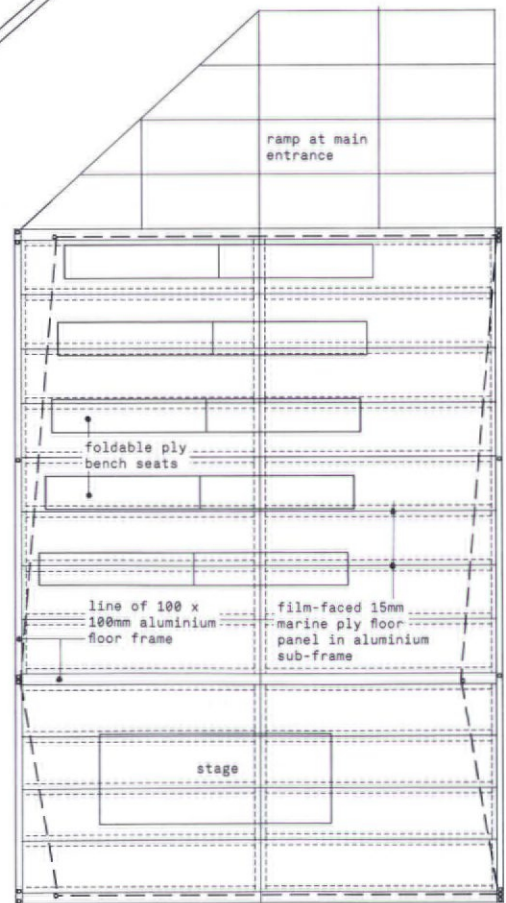 ramp at main
entrance
foldable ply
bench seats
line of 100 x
100mm aluminium
floor frame
film-faced 15mm
marine ply floor
panel in aluminium
sub-frame
stage